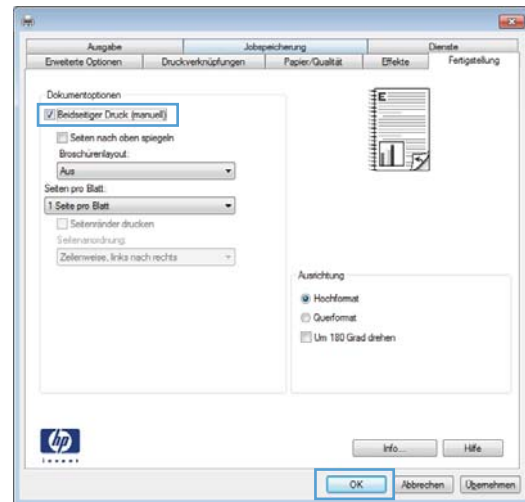 Ausgabe Jobspeicherung Dienste
Erweiterte Optionen Druckverknüpfungen Papier/Qualität Effekte Fertigstellung
Dokumentoptionen
Beidseitiger Druck (manuell)
Seiten nach oben spiegeln
Broschürenlayout:
Aus
Seiten pro Blatt:
1 Seite pro Blatt
Seitenränder drucken
Seitenanordnung:
Zeilenweise, links nach rechts
E
Ausrichtung
Hochformat
Querformat
Um 180 Grad drehen
hp
invent
Info... Hilfe
OK Abbrechen Übernehmen